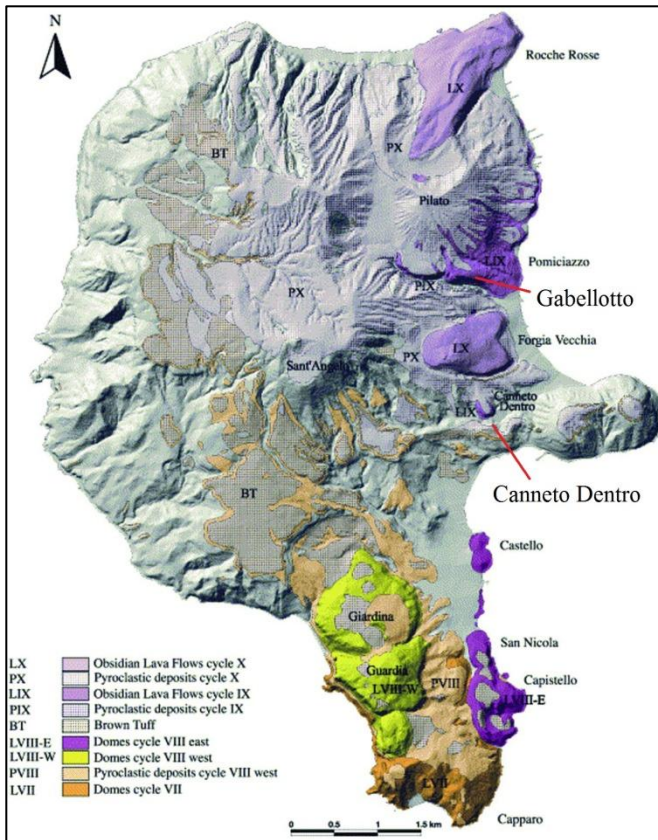 N
Rocche Rosse
LX
PX
BT
Pilato
LIX
Pomiciazzo
PIX
Gabellotto
PX
LX
Forgia Vecchia
PX
Sant'Angelo
Canneto
Dentro
LIX
Canneto Dentro
BT
Castello
Giardina
San Nicola
Guardia
Capistello
LVIII-W
PVIII
LVIII-E
LVII
Capparo
LX Obsidian Lava Flows cycle X
PX Pyroclastic deposits cycle X
LIX Obsidian Lava Flows cycle IX
PIX Pyroclastic deposits cycle IX
BT Brown Tuff
LVIII-E Domes cycle VIII east
LVIII-W Domes cycle VIII west
PVIII Pyroclastic deposits cycle VIII west
LVII Domes cycle VII
0 0.5 1 1.5 km